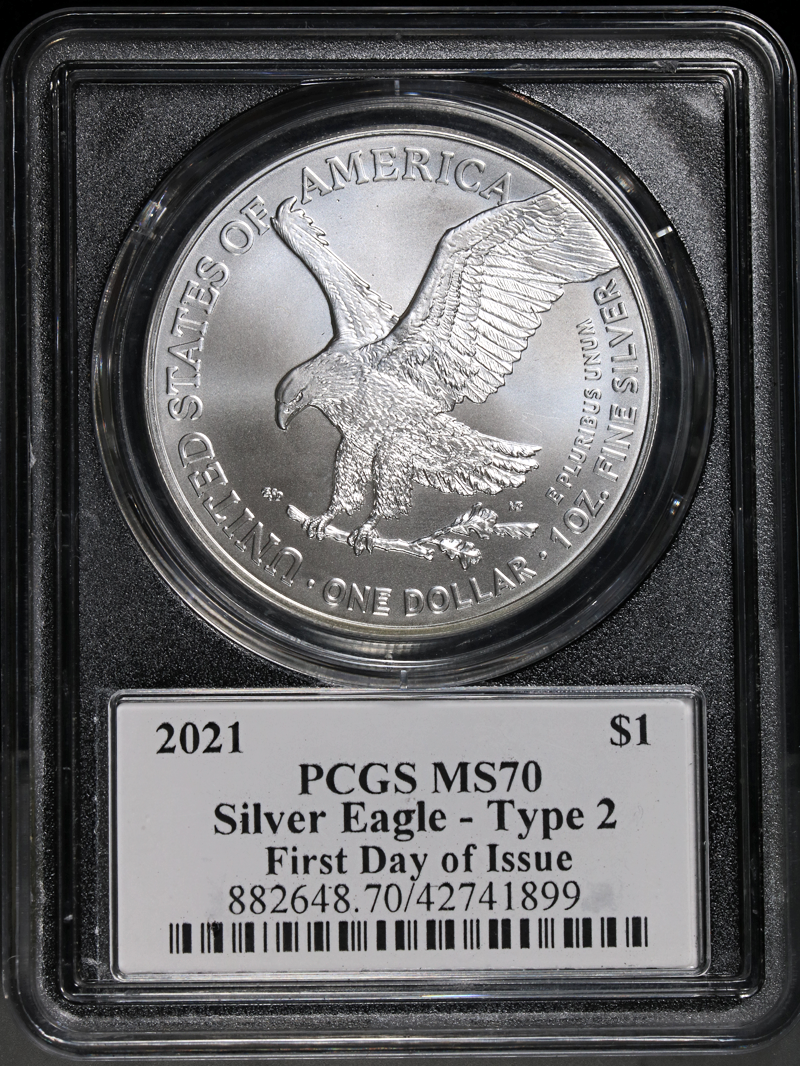 UNITED STATES OF AMERICA
E PLURIBUS UNUM
· ONE DOLLAR · 1 OZ. FINE SILVER
2021 $1
PCGS MS70
Silver Eagle - Type 2
First Day of Issue
882648.70/42741899